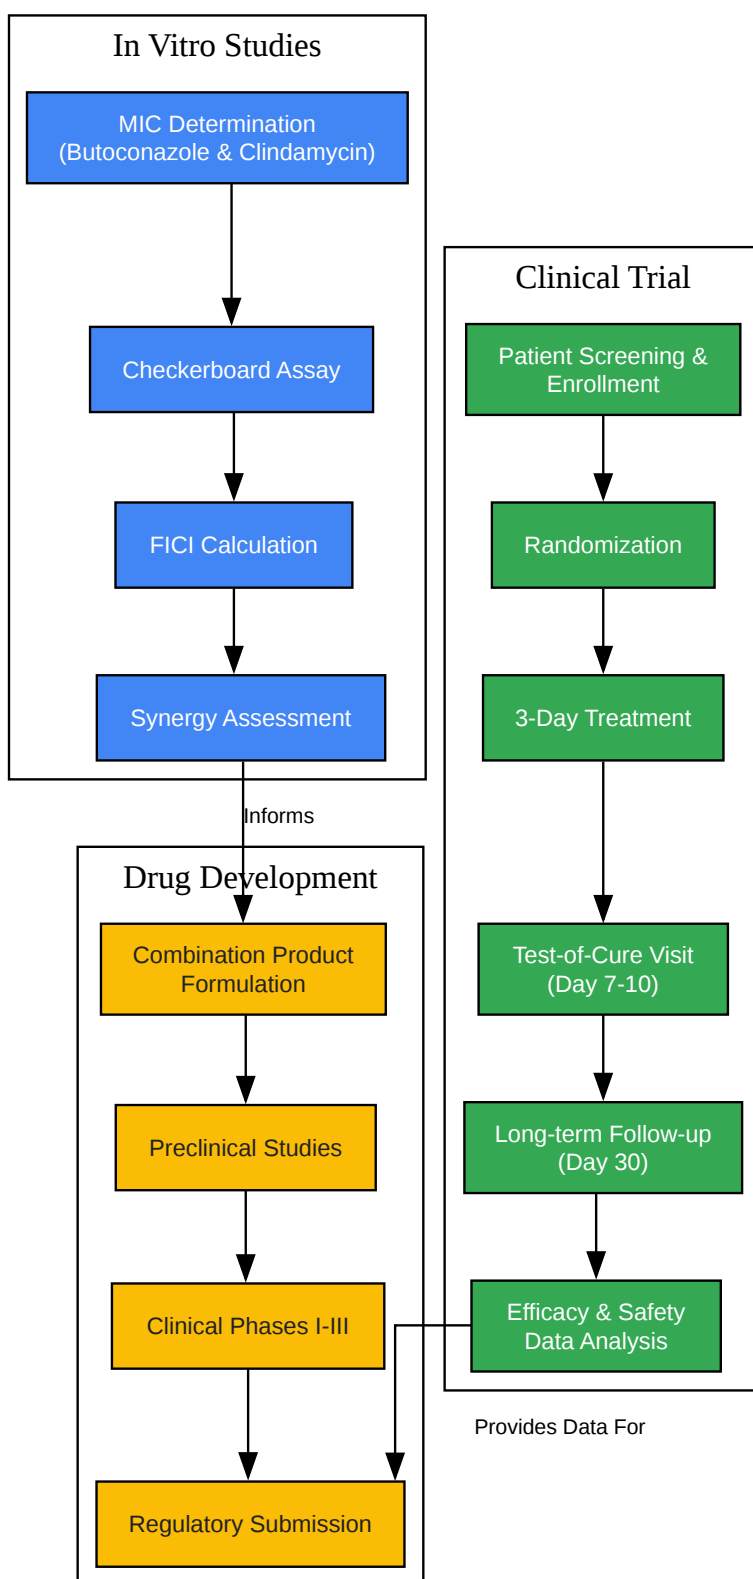 In Vitro Studies
MIC Determination
(Butoconazole & Clindamycin)
Checkerboard Assay
FICI Calculation
Synergy Assessment
Informs
Drug Development
Combination Product
Formulation
Preclinical Studies
Clinical Phases I-III
Regulatory Submission
Clinical Trial
Patient Screening &
Enrollment
Randomization
3-Day Treatment
Test-of-Cure Visit
(Day 7-10)
Long-term Follow-up
(Day 30)
Efficacy & Safety
Data Analysis
Provides Data For